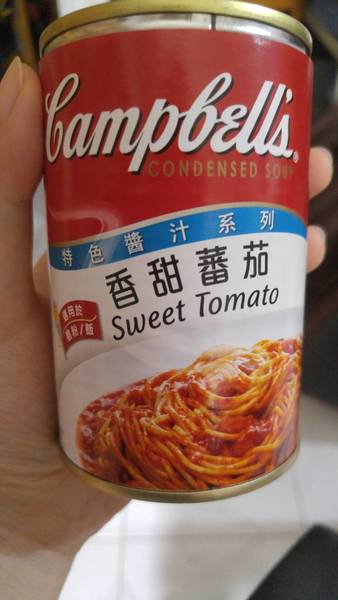 Campbell's®
CONDENSED SOUP
特色醬汁系列
香甜蕃茄
Sweet Tomato
適用於
意粉/飯